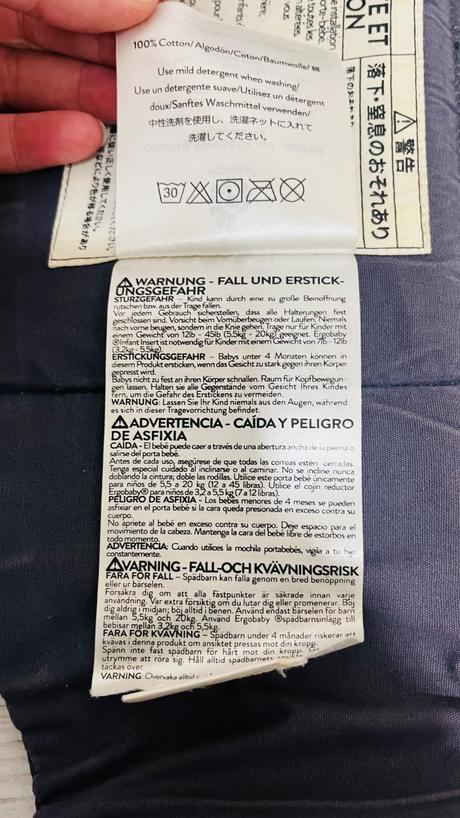 100% Cotton/Algodón/Coton/Baumwolle/ 綿
Use mild detergent when washing/
Use un detergente suave/Utilisez un détergent
doux/Sanftes Waschmittel verwenden/
中性洗剤を使用し、洗濯ネットに入れて
洗濯してください。
30
警告
落下・窒息のおそれあり
WARNUNG - FALL UND ERSTICK-
UNGSGEFAHR
STURZGEFAHR – Kind kann durch eine zu große Beinöffnung
rutschen bzw. aus der Trage fallen.
Vor jedem Gebrauch sicherstellen, dass alle Halterungen fest
geschlossen sind. Vorsicht beim Vornüberbeugen oder Laufen. Niemals
nach vorne beugen, sondern in die Knie gehen. Trage nur für Kinder mit
einem Gewicht von 12lb - 45lb (5,5kg - 20kg) geeignet. Ergobaby
®Infant Insert ist notwendig für Kinder mit einem Gewicht von 7lb - 12lb
(3,2kg - 5,5kg).
ERSTICKUNGSGEFAHR – Babys unter 4 Monaten können in
diesem Produkt ersticken, wenn das Gesicht zu stark gegen ihren Körper
gepresst wird.
Babys nicht zu fest an ihren Körper schnallen. Raum für Kopfbewegun-
gen lassen. Halten sie alle Gegenstände vom Gesicht Ihres Kindes
fern, um die Gefahr des Erstickens zu vermeiden.
WARNUNG: Lassen Sie Ihr Kind niemals aus den Augen, während
es sich in dieser Tragevorrichtung befindet.
ADVERTENCIA - CAÍDA Y PELIGRO
DE ASFIXIA
CAÍDA - El bebé puede caer a través de una abertura ancha de la pierna o
salirse del porta bebé.
Antes de cada uso, asegúrese de que todas las correas estén cerradas.
Tenga especial cuidado al inclinarse o al caminar. No se incline nunca
doblando la cintura; doble las rodillas. Utilice este porta bebé únicamente
para niños de 5,5 a 20 kg (12 a 45 libras). Utilice el cojín reductor
Ergobaby® para niños de 3,2 a 5,5 kg (7 a 12 libras).
PELIGRO DE ASFIXIA - Los bebés menores de 4 meses se pueden
asfixiar en el porta bebé si la cara queda presionada en exceso contra su
cuerpo.
No apriete al bebé en exceso contra su cuerpo. Deje espacio para el
movimiento de la cabeza. Mantenga la cara del bebé libre de estorbos en
todo momento.
ADVERTENCIA: Cuando utilices la mochila portabebés, vigila a tu
constantemente.
VARNING - FALL-OCH KVÄVNINGSRISK
FARA FÖR FALL – Spädbarn kan falla genom en bred benöppning
eller ur bärselen.
Försäkra dig om att alla fästpunkter är säkrade innan varje
användning. Var extra försiktig om du lutar dig eller promenerar. Böj
dig aldrig i midjan; böj alltid i benen. Använd endast bärselen för barn
mellan 5,5kg och 20kg. Använd Ergobaby ®spädbarnsinlägg till
bebisar mellan 3,2kg och 5,5kg.
FARA FÖR KVÄVNING – Spädbarn under 4 månader riskerar att
kvävas i denna produkt om ansiktet pressas mot din kropp.
Spänn inte fast spädbarn för hårt mot din kropp.
utrymme att röra sig. Håll alltid spädbarnets
täckas över.
VARNING: Övervaka alltid